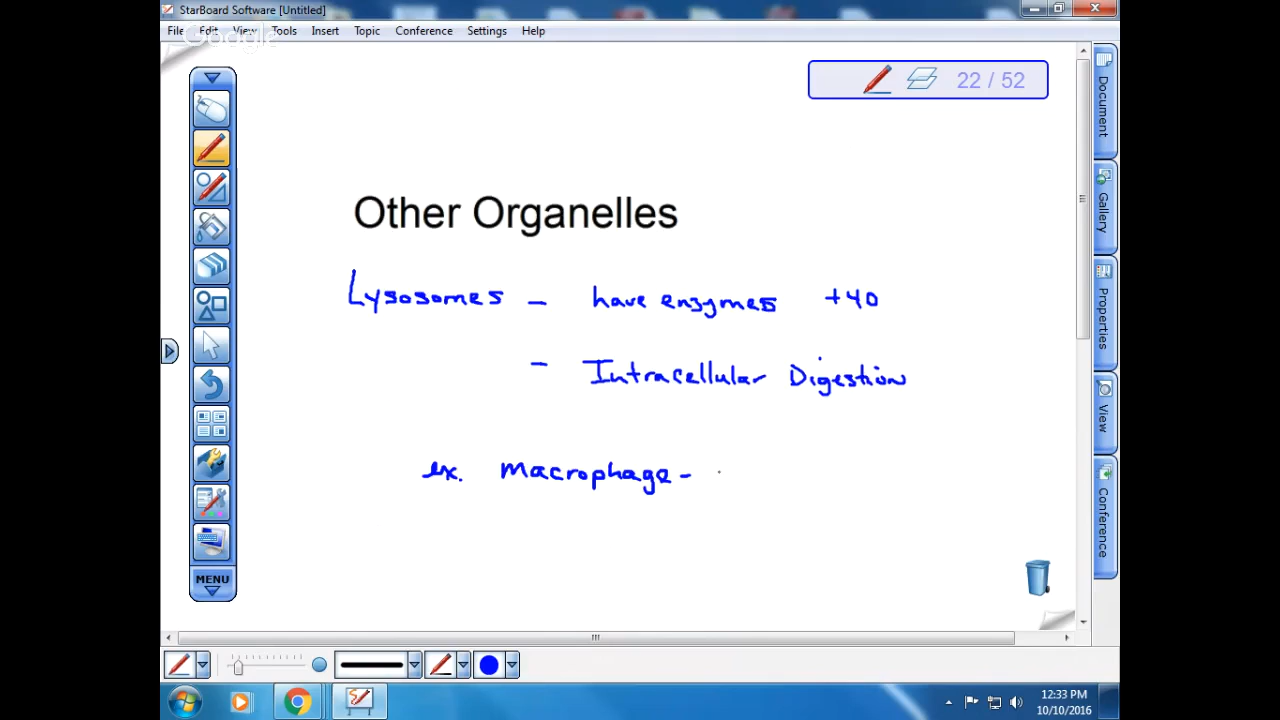 StarBoard Software [Untitled]
File Edit View Tools Insert Topic Conference Settings Help
Google
22 / 52
Other Organelles
Lysosomes - have enzymes +40
- Intracellular Digestion
ex. Macrophage -
MENU
Document
Gallery
Properties
View
Conference
12:33 PM
10/10/2016